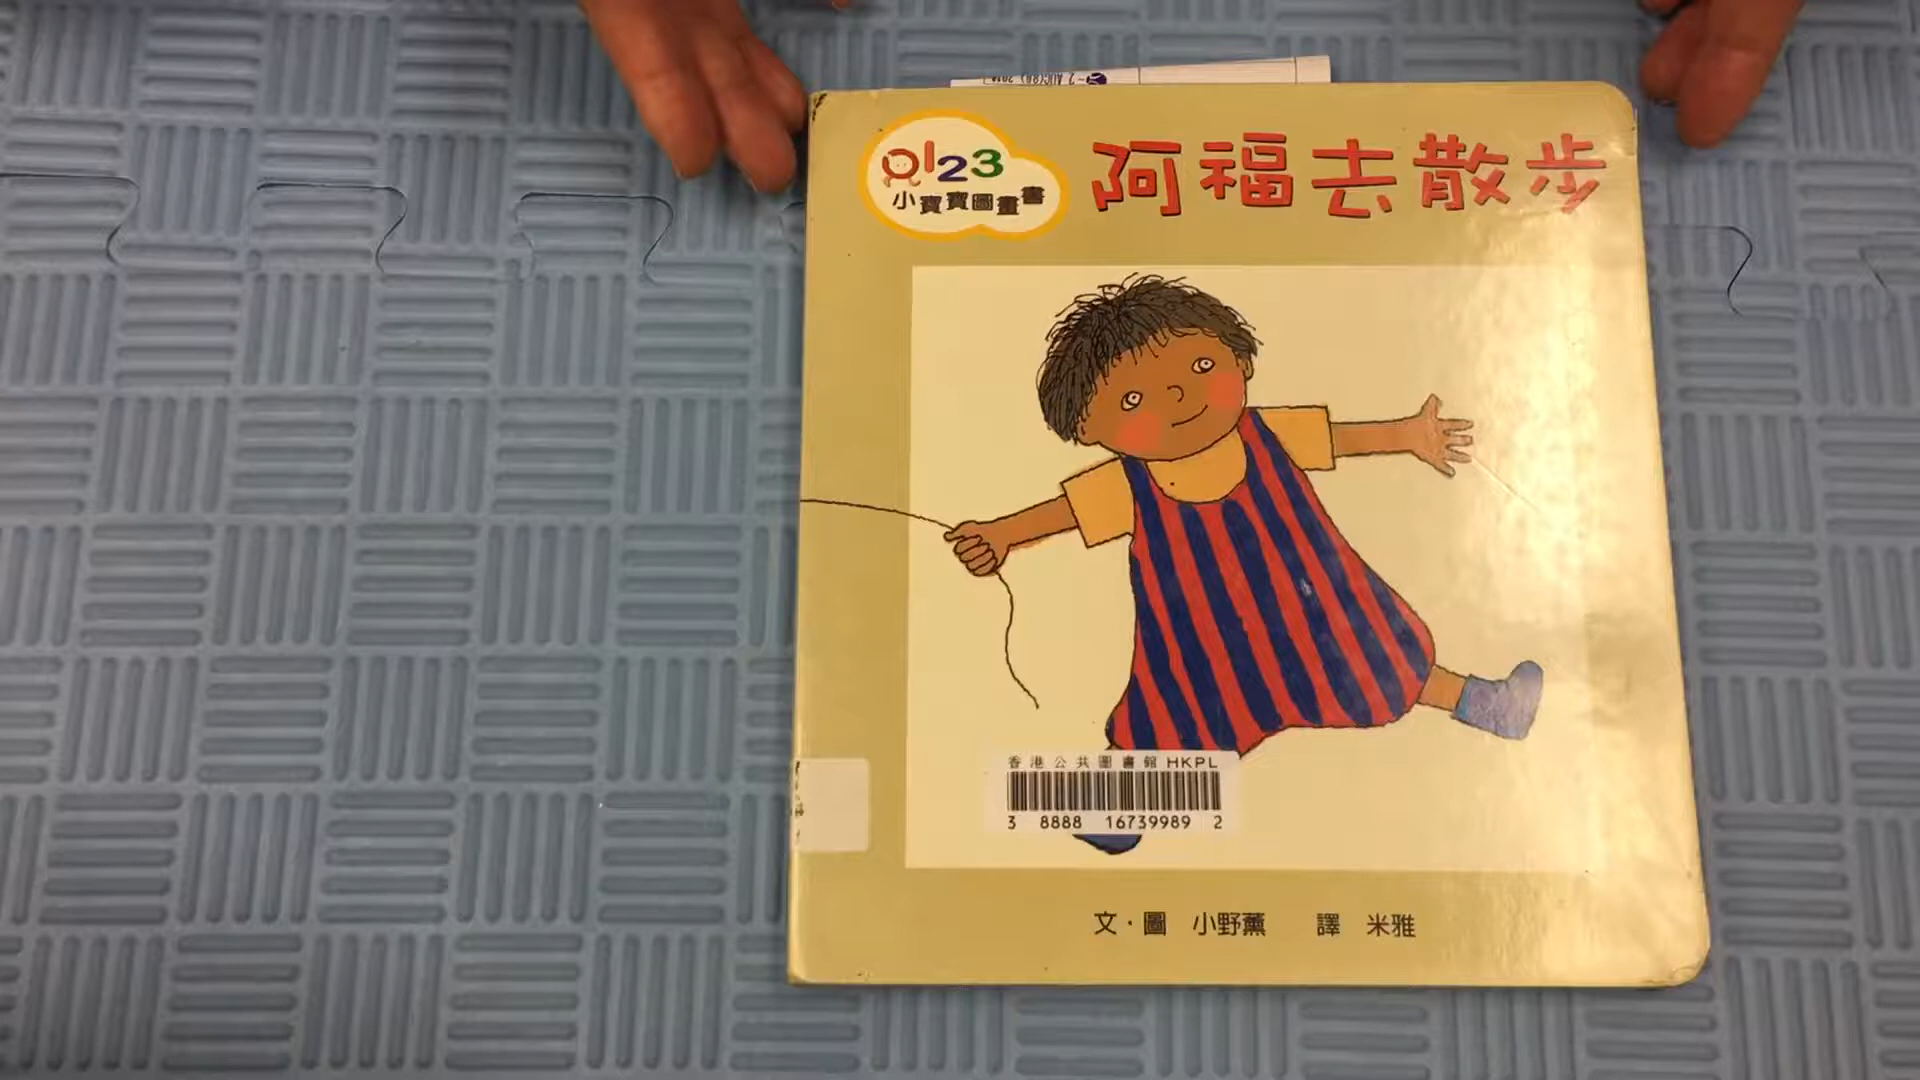 0123
小寶寶圖畫書
阿福去散步
香港公共圖書館 HKPL
3 8888 16739989 2
文·圖 小野薰 譯 米雅